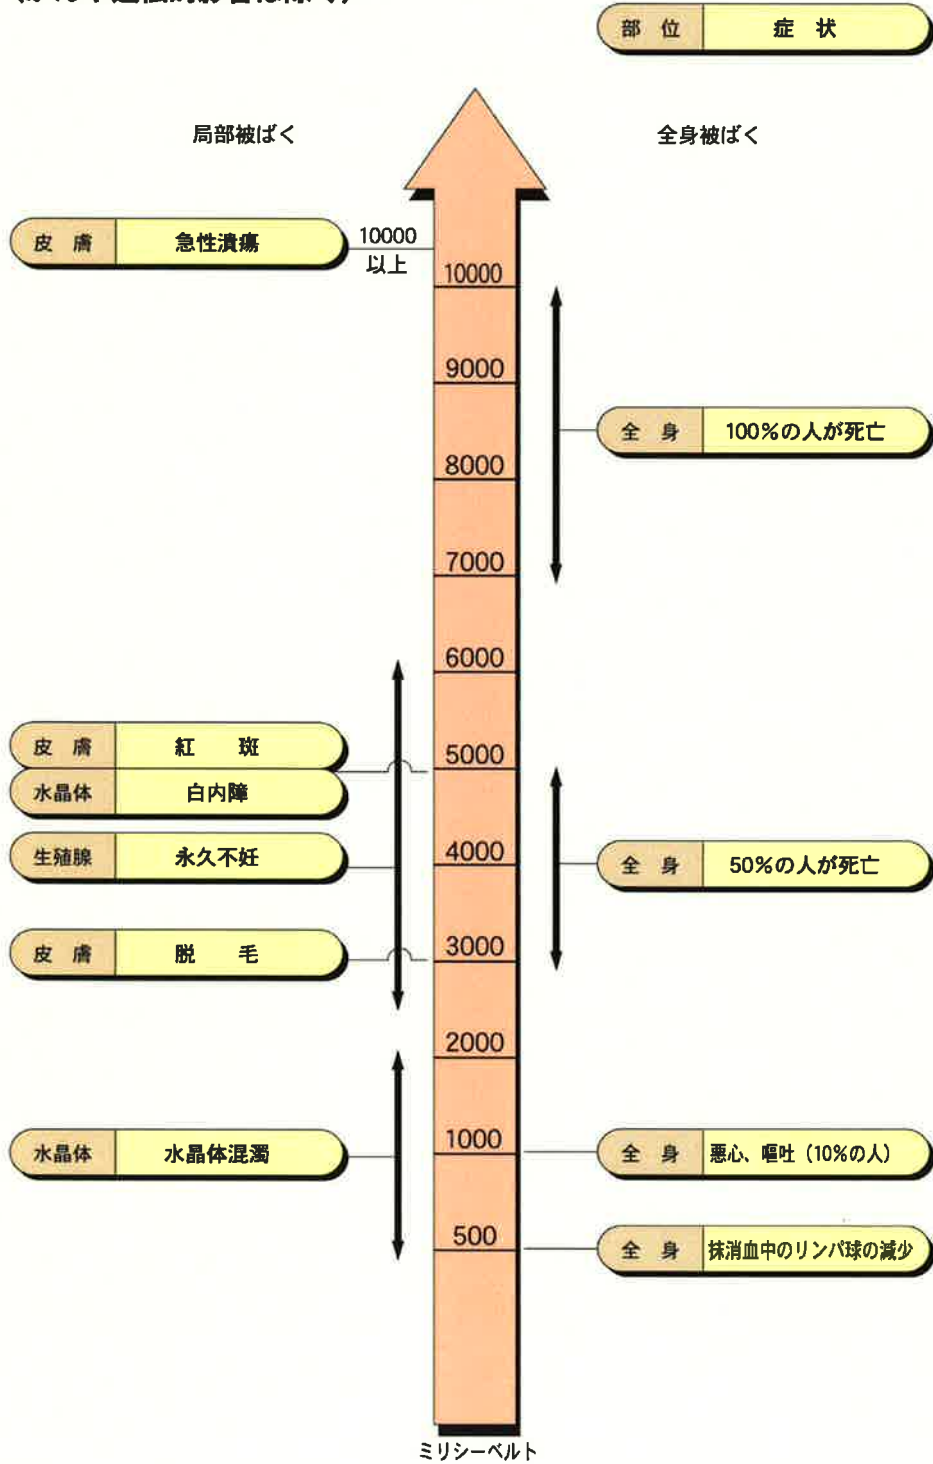 部位 症状
局部被ばく 全身被ばく
皮膚 急性潰瘍
10000
以上
10000
9000
全身 100%の人が死亡
8000
7000
6000
皮膚 紅斑
5000
水晶体 白内障
生殖腺 永久不妊
4000
全身 50%の人が死亡
皮膚 脱毛
3000
2000
水晶体 水晶体混濁
1000
全身 悪心、嘔吐(10%の人)
500
全身 抹消血中のリンパ球の減少
ミリシーベルト